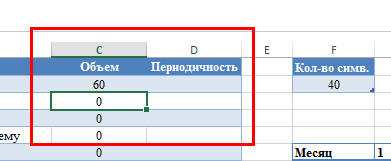 C D E F
Объем Периодичность Кол-во симв.
60 40
0
0
ему 0
0 Месяц 1